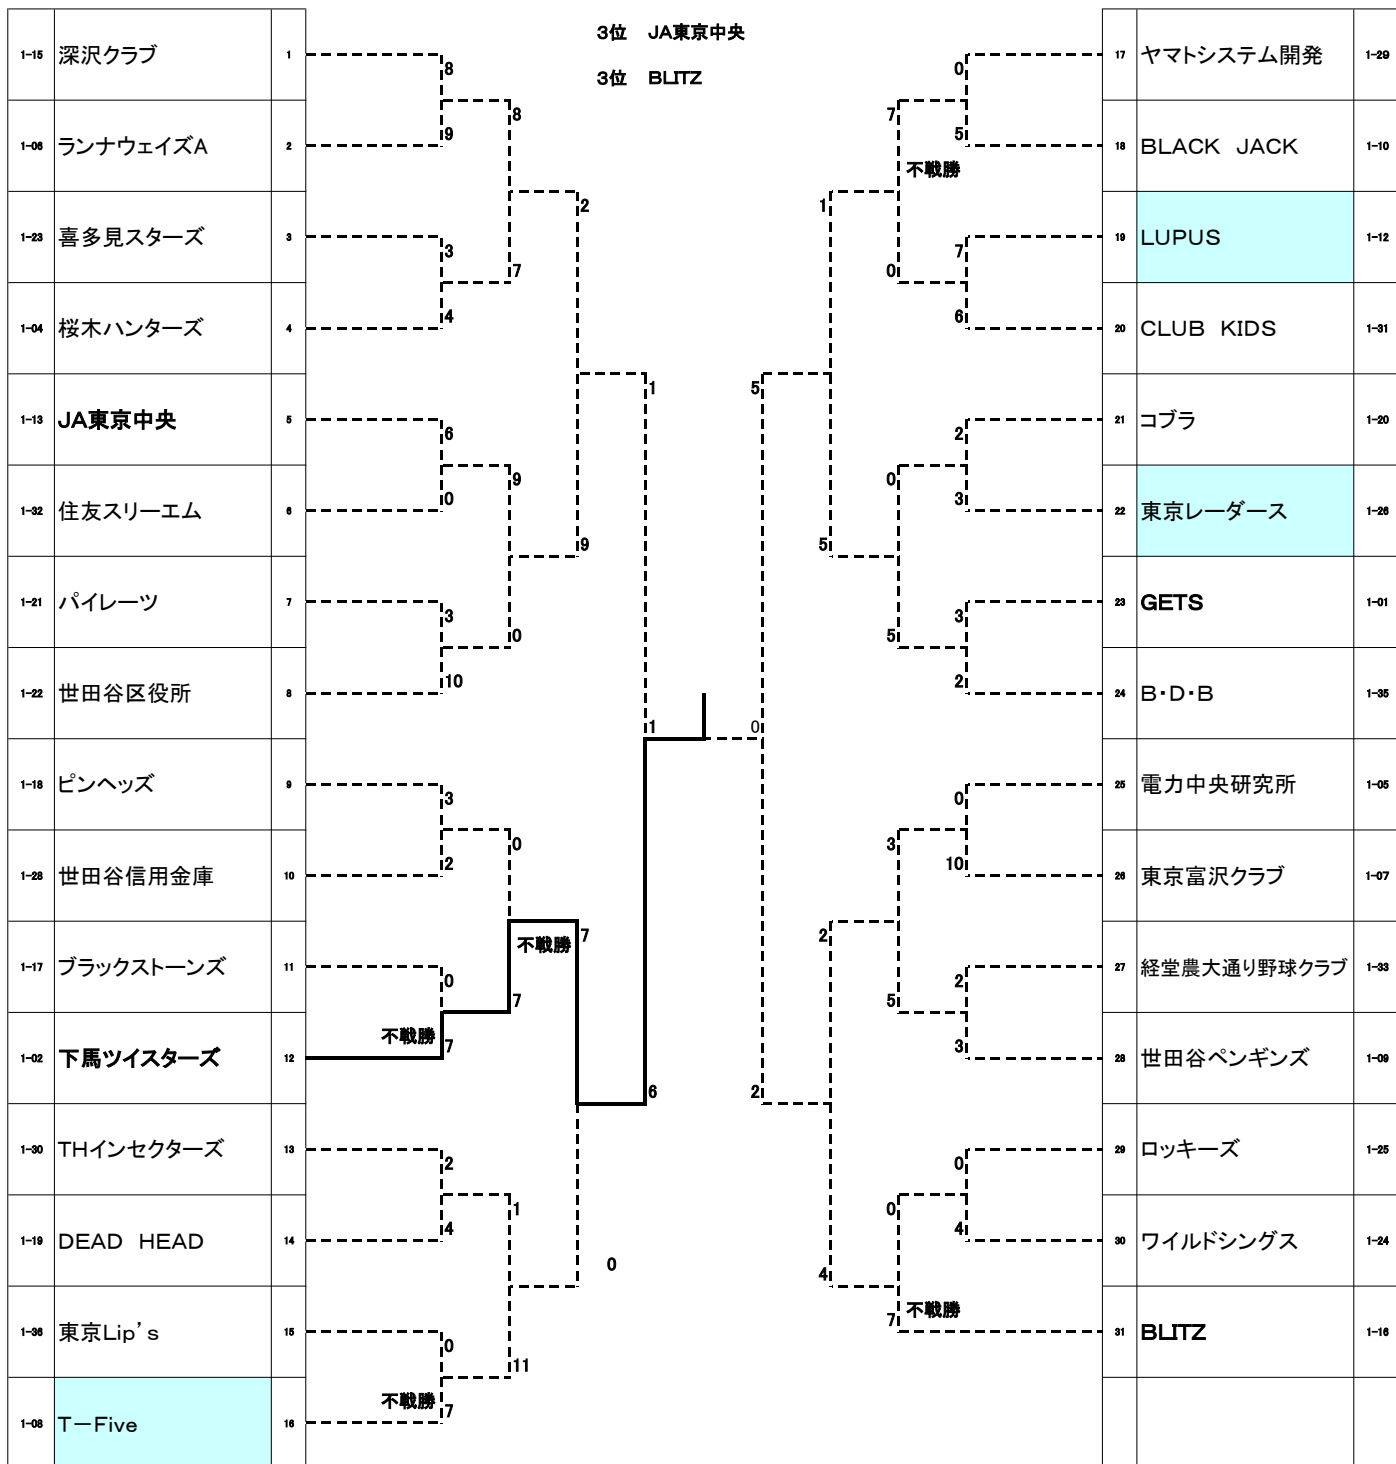 3位 JA東京中央
3位 BLITZ
1-15 深沢クラブ 1
8
9
1-06 ランナウェイズA 2
8
1-23 喜多見スターズ 3
3
4
1-04 桜木ハンターズ 4
7
2
1-13 JA東京中央 5
6
0
1-32 住友スリーエム 6
9
1-21 パイレーツ 7
3
10
1-22 世田谷区役所 8
0
9
1
1-18 ピンヘッズ 9
3
2
1-28 世田谷信用金庫 10
0
1-17 ブラックストーンズ 11
0
不戦勝 7
1-02 下馬ツイスターズ 12
7
不戦勝 7
1-30 THインセクターズ 13
2
4
1-19 DEAD HEAD 14
1
1-36 東京Lip's 15
0
不戦勝 7
1-08 TーFive 16
11
0
6
1
0
17 ヤマトシステム開発 1-29
0
5
18 BLACK JACK 1-10
7
不戦勝
19 LUPUS 1-12
7
6
20 CLUB KIDS 1-31
0
1
21 コブラ 1-20
2
3
22 東京レーダース 1-26
0
23 GETS 1-01
3
2
24 B・D・B 1-35
5
5
5
25 電力中央研究所 1-05
0
10
26 東京富沢クラブ 1-07
3
27 経堂農大通り野球クラブ 1-33
2
3
28 世田谷ペンギンズ 1-09
5
2
29 ロッキーズ 1-25
0
4
30 ワイルドシングス 1-24
0
7 不戦勝
31 BLITZ 1-16
4
2